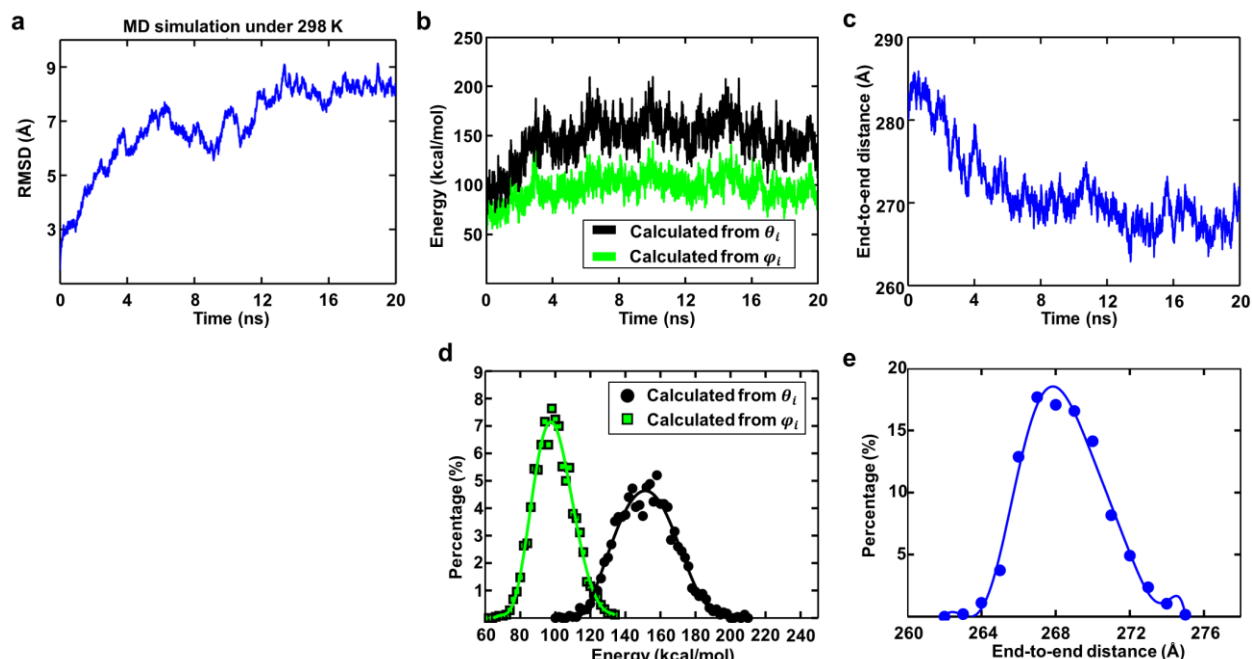 a
MD simulation under 298 K
RMSD (Å)
9
7
5
3
0 4 8 12 16 20
Time (ns)
b
Energy (kcal/mol)
250
200
150
100
50
Calculated from θi
Calculated from φi
0 4 8 12 16 20
Time (ns)
c
End-to-end distance (Å)
290
280
270
260
0 4 8 12 16 20
Time (ns)
d
Percentage (%)
9
8
7
6
5
4
3
2
1
Calculated from θi
Calculated from φi
60 80 100 120 140 160 180 200 220 240
Energy (kcal/mol)
e
Percentage (%)
20
15
10
5
260 264 268 272 276
End-to-end distance (Å)